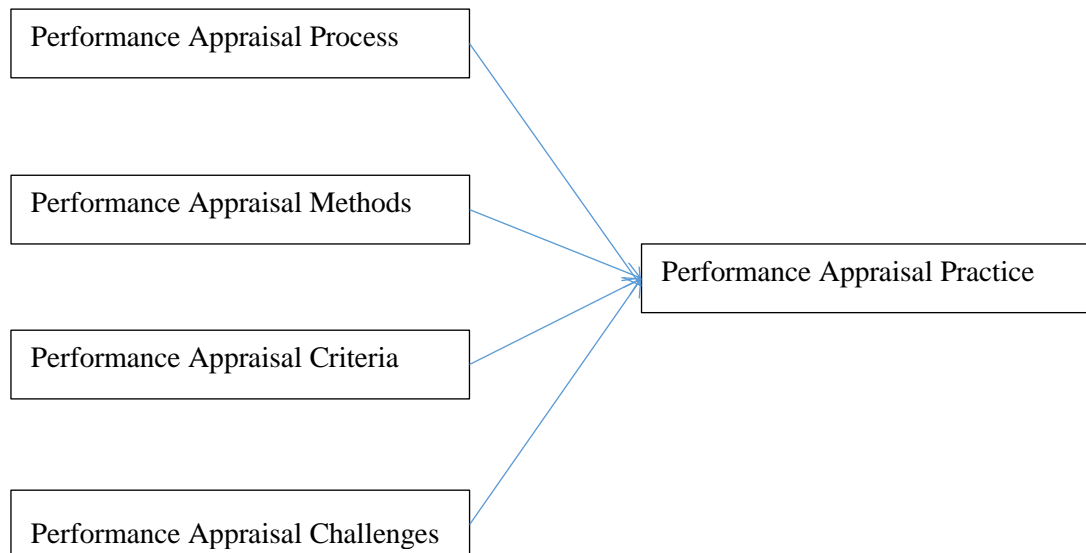 Performance Appraisal Process
Performance Appraisal Methods
Performance Appraisal Practice
Performance Appraisal Criteria
Performance Appraisal Challenges